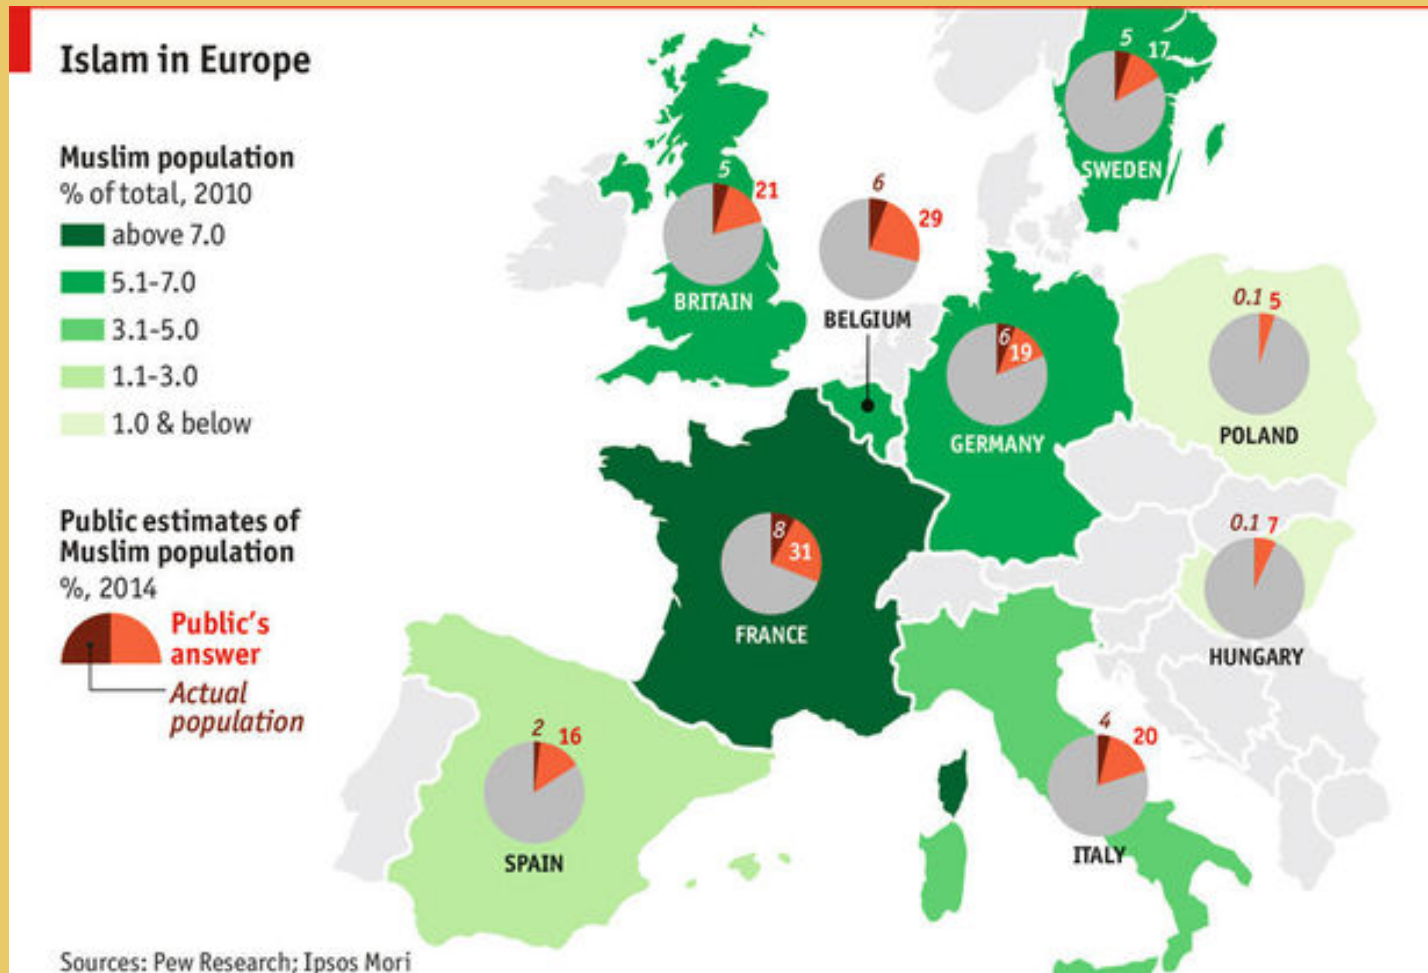 Islam in Europe
Muslim population
% of total, 2010
above 7.0
5.1-7.0
3.1-5.0
1.1-3.0
1.0 & below
Public estimates of
Muslim population
%, 2014
Public's
answer
Actual
population
5 17
SWEDEN
5 21
BRITAIN
6 29
BELGIUM
6 19
GERMANY
0.1 5
POLAND
8 31
FRANCE
0.1 7
HUNGARY
2 16
SPAIN
4 20
ITALY
Sources: Pew Research; Ipsos Mori